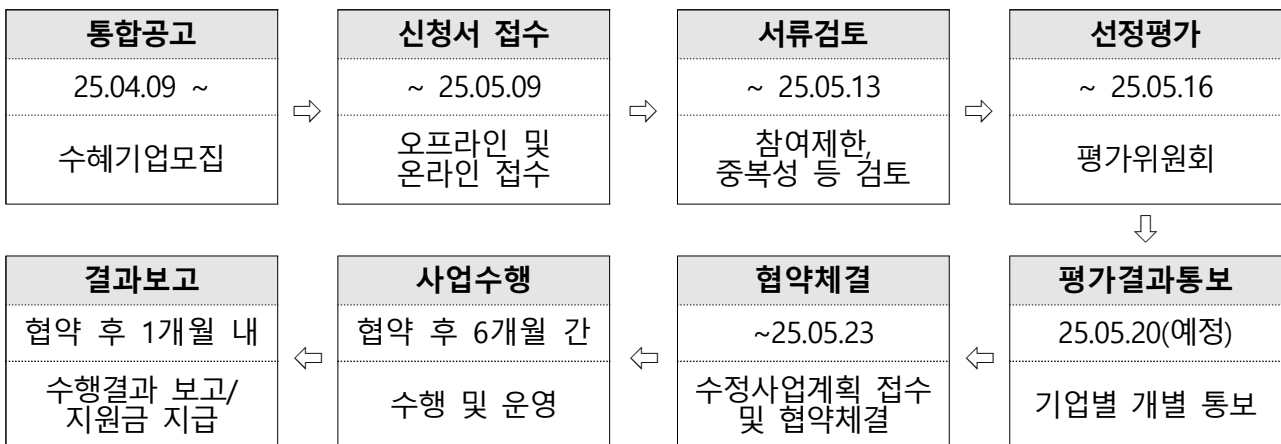 통합공고
25.04.09 ~
수혜기업모집
⇨
신청서 접수
~ 25.05.09
오프라인 및
온라인 접수
⇨
서류검토
~ 25.05.13
참여제한,
중복성 등 검토
⇨
선정평가
~ 25.05.16
평가위원회
⇩
평가결과통보
25.05.20(예정)
기업별 개별 통보
⇦
협약체결
~25.05.23
수정사업계획 접수
및 협약체결
⇦
사업수행
협약 후 6개월 간
수행 및 운영
⇦
결과보고
협약 후 1개월 내
수행결과 보고/
지원금 지급